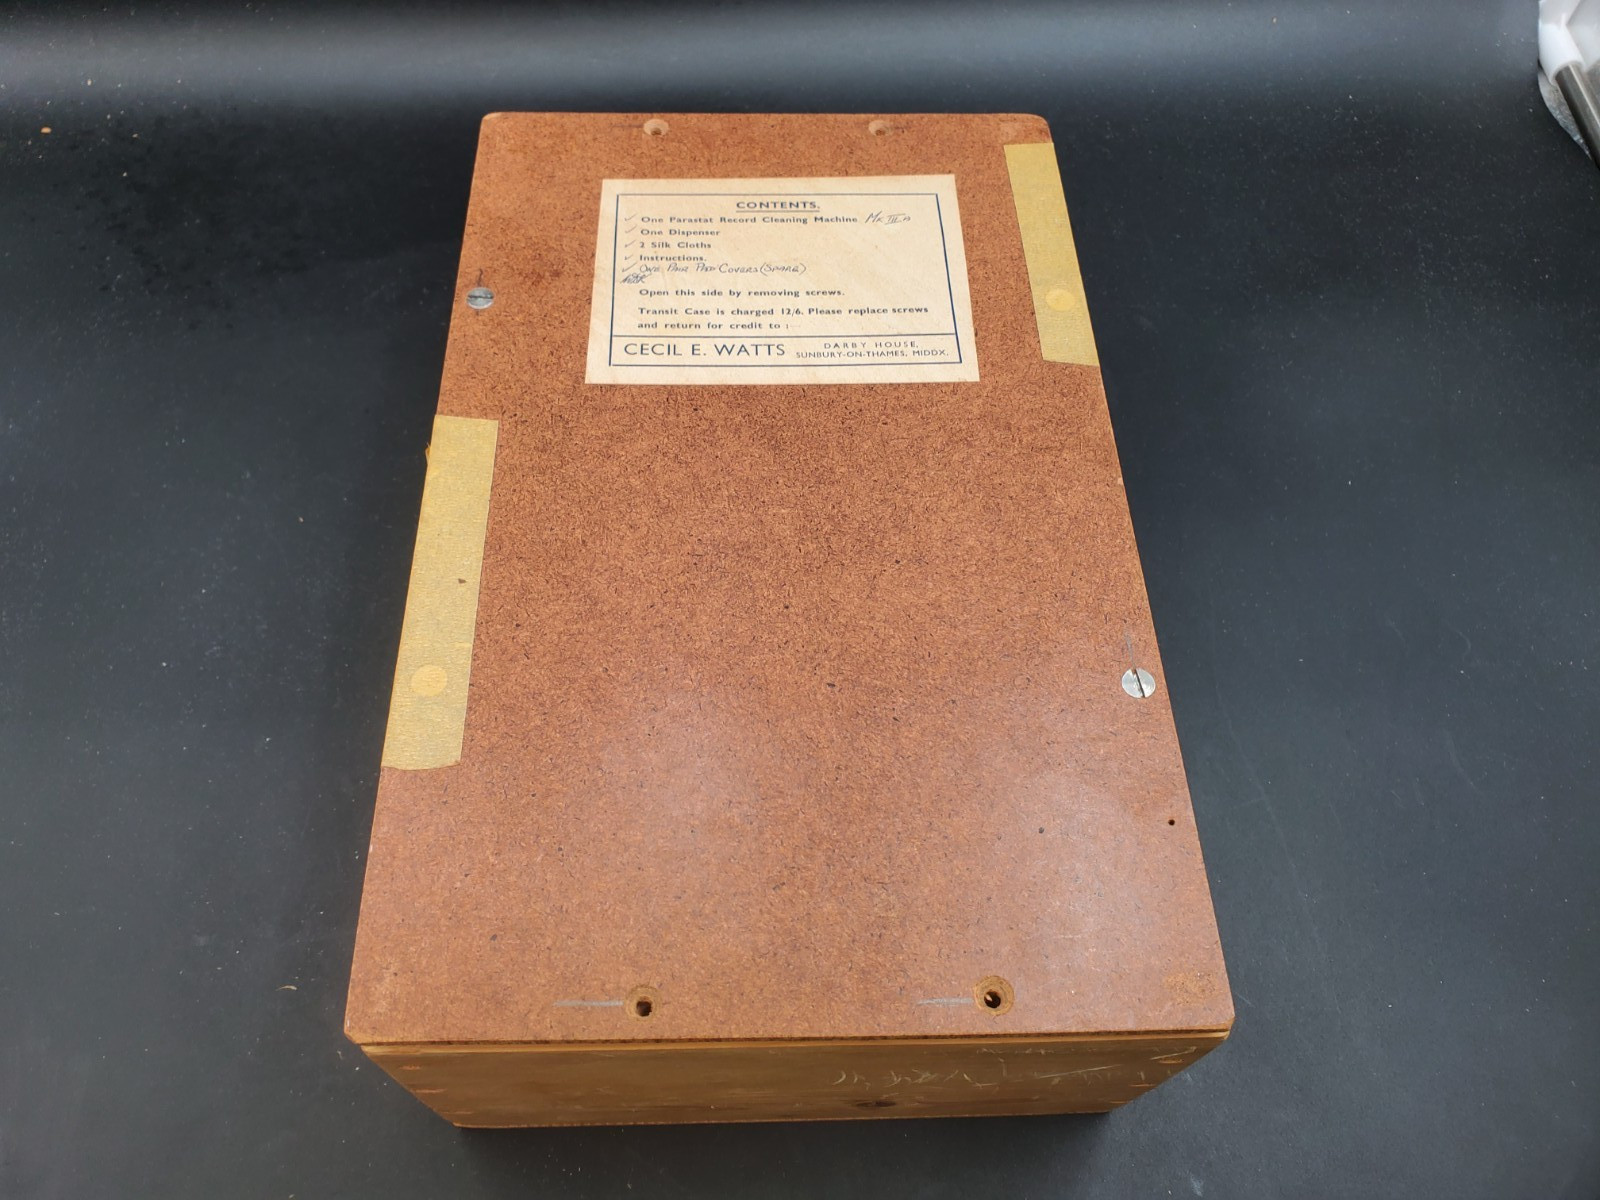 CONTENTS.
✓ One Parastat Record Cleaning Machine Mk III A
✓ One Dispenser
✓ 2 Silk Cloths
✓ Instructions.
✓ ONE PAIR PAD COVERS (SPARE)
Open this side by removing screws.
Transit Case is charged 12/6. Please replace screws
and return for credit to :—
CECIL E. WATTS DARBY HOUSE,
SUNBURY-ON-THAMES, MIDDX.